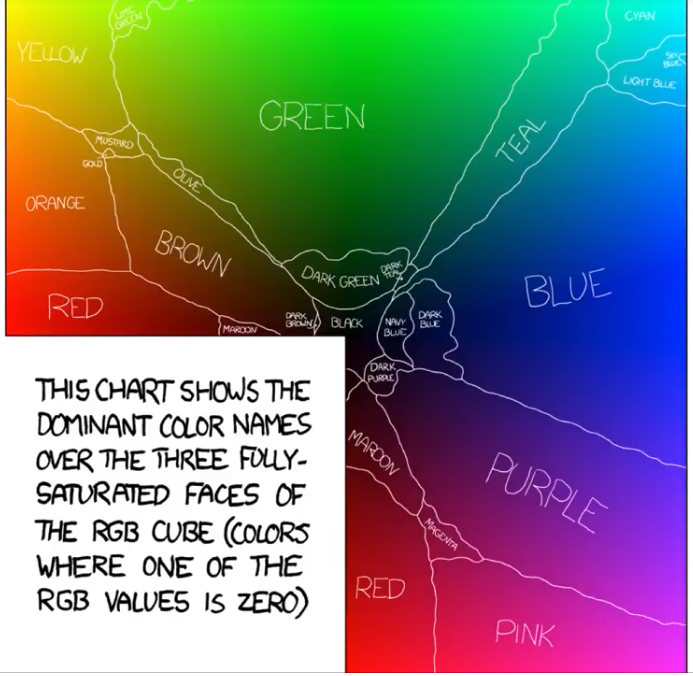 LIME
GREEN
CYAN
YELLOW
SKY
BLUE
LIGHT BLUE
GREEN
MUSTARD
TEAL
GOLD
OLIVE
ORANGE
BROWN
DARK GREEN
DARK
TEAL
BLUE
RED
MAROON
DARK
BROWN
BLACK
NAVY
BLUE
DARK
BLUE
DARK
PURPLE
MAROON
PURPLE
MAGENTA
RED
PINK
THIS CHART SHOWS THE
DOMINANT COLOR NAMES
OVER THE THREE FULLY-
SATURATED FACES OF
THE RGB CUBE (COLORS
WHERE ONE OF THE
RGB VALUES IS ZERO)